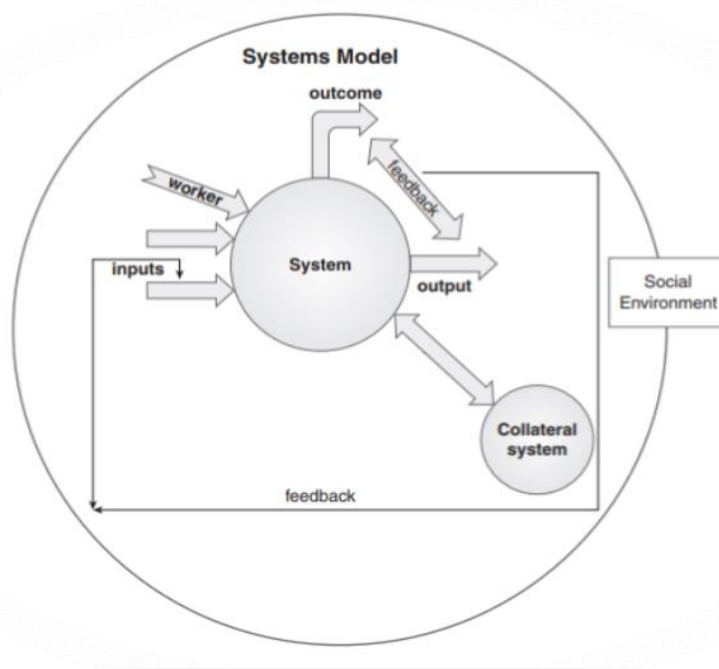 Systems Model
outcome
feedback
worker
inputs
System
output
Social
Environment
Collateral
system
feedback